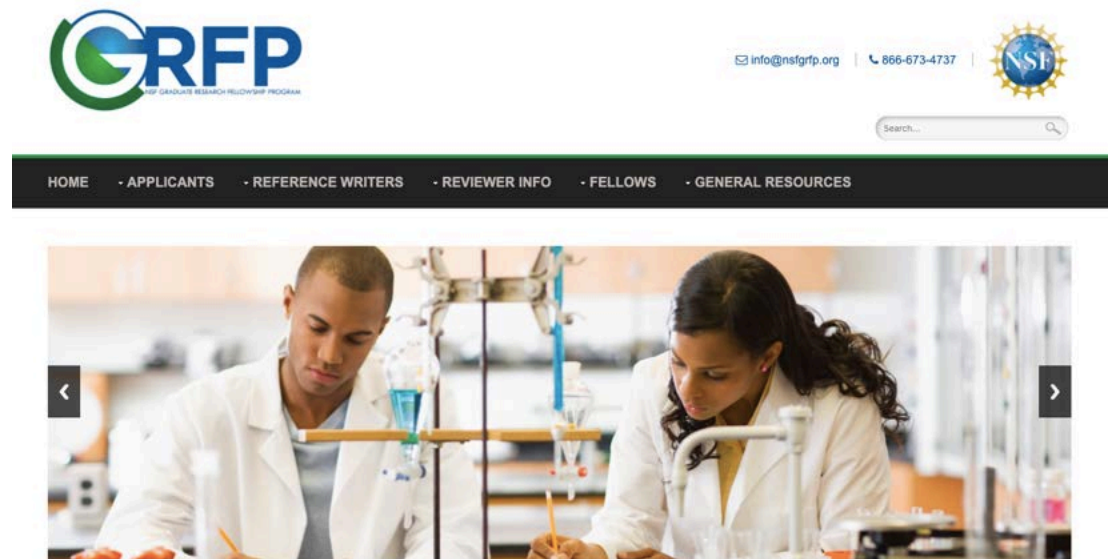 GRFP
NSF GRADUATE RESEARCH FELLOWSHIP PROGRAM
info@nsfgrfp.org | 866-673-4737 |
NSF
Search...
HOME - APPLICANTS - REFERENCE WRITERS - REVIEWER INFO - FELLOWS - GENERAL RESOURCES